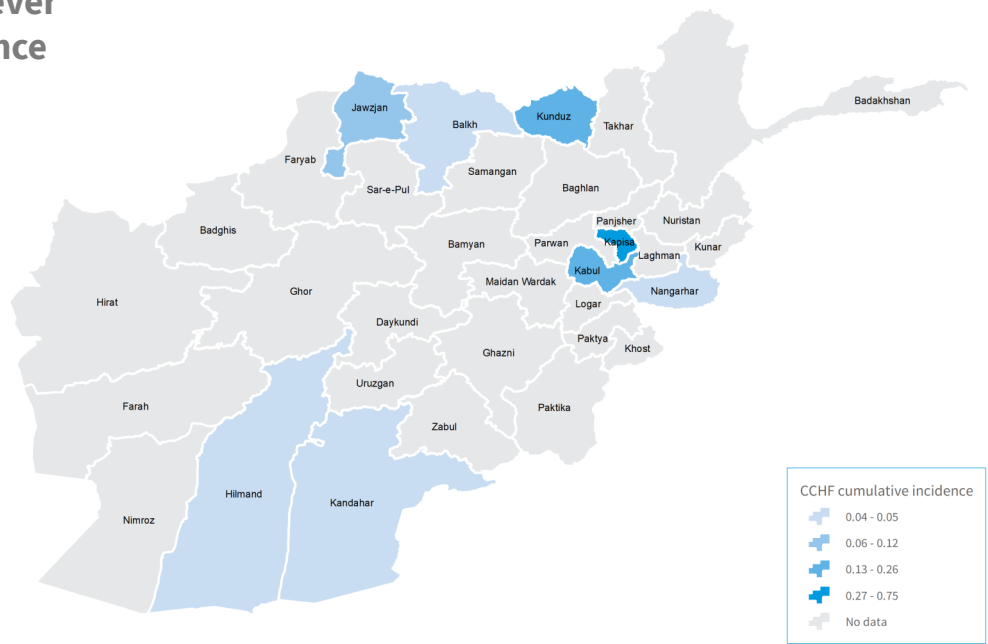 ever
nce
Badakhshan
Jawzjan
Balkh
Kunduz
Takhar
Faryab
Samangan
Sar-e-Pul
Baghlan
Badghis
Panjsher
Nuristan
Bamyan
Parwan
Kapisa
Kunar
Laghman
Kabul
Maidan Wardak
Hirat
Ghor
Nangarhar
Logar
Daykundi
Paktya
Khost
Ghazni
Uruzgan
Farah
Paktika
Zabul
Hilmand
Kandahar
Nimroz
CCHF cumulative incidence
0.04 - 0.05
0.06 - 0.12
0.13 - 0.26
0.27 - 0.75
No data